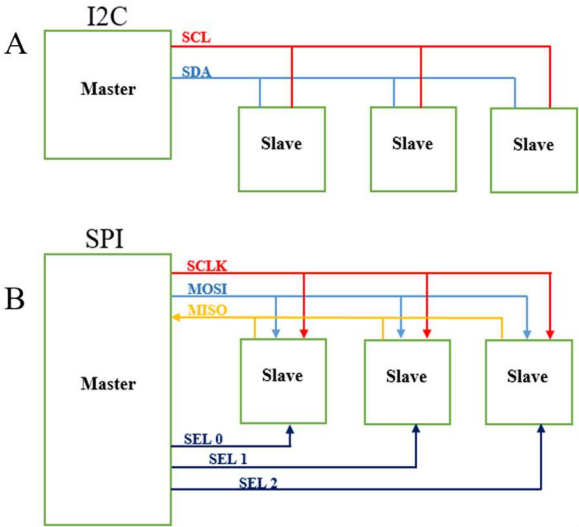 I2C
A
SCL
SDA
Master
Slave
Slave
Slave
SPI
B
SCLK
MOSI
MISO
Master
Slave
Slave
Slave
SEL 0
SEL 1
SEL 2